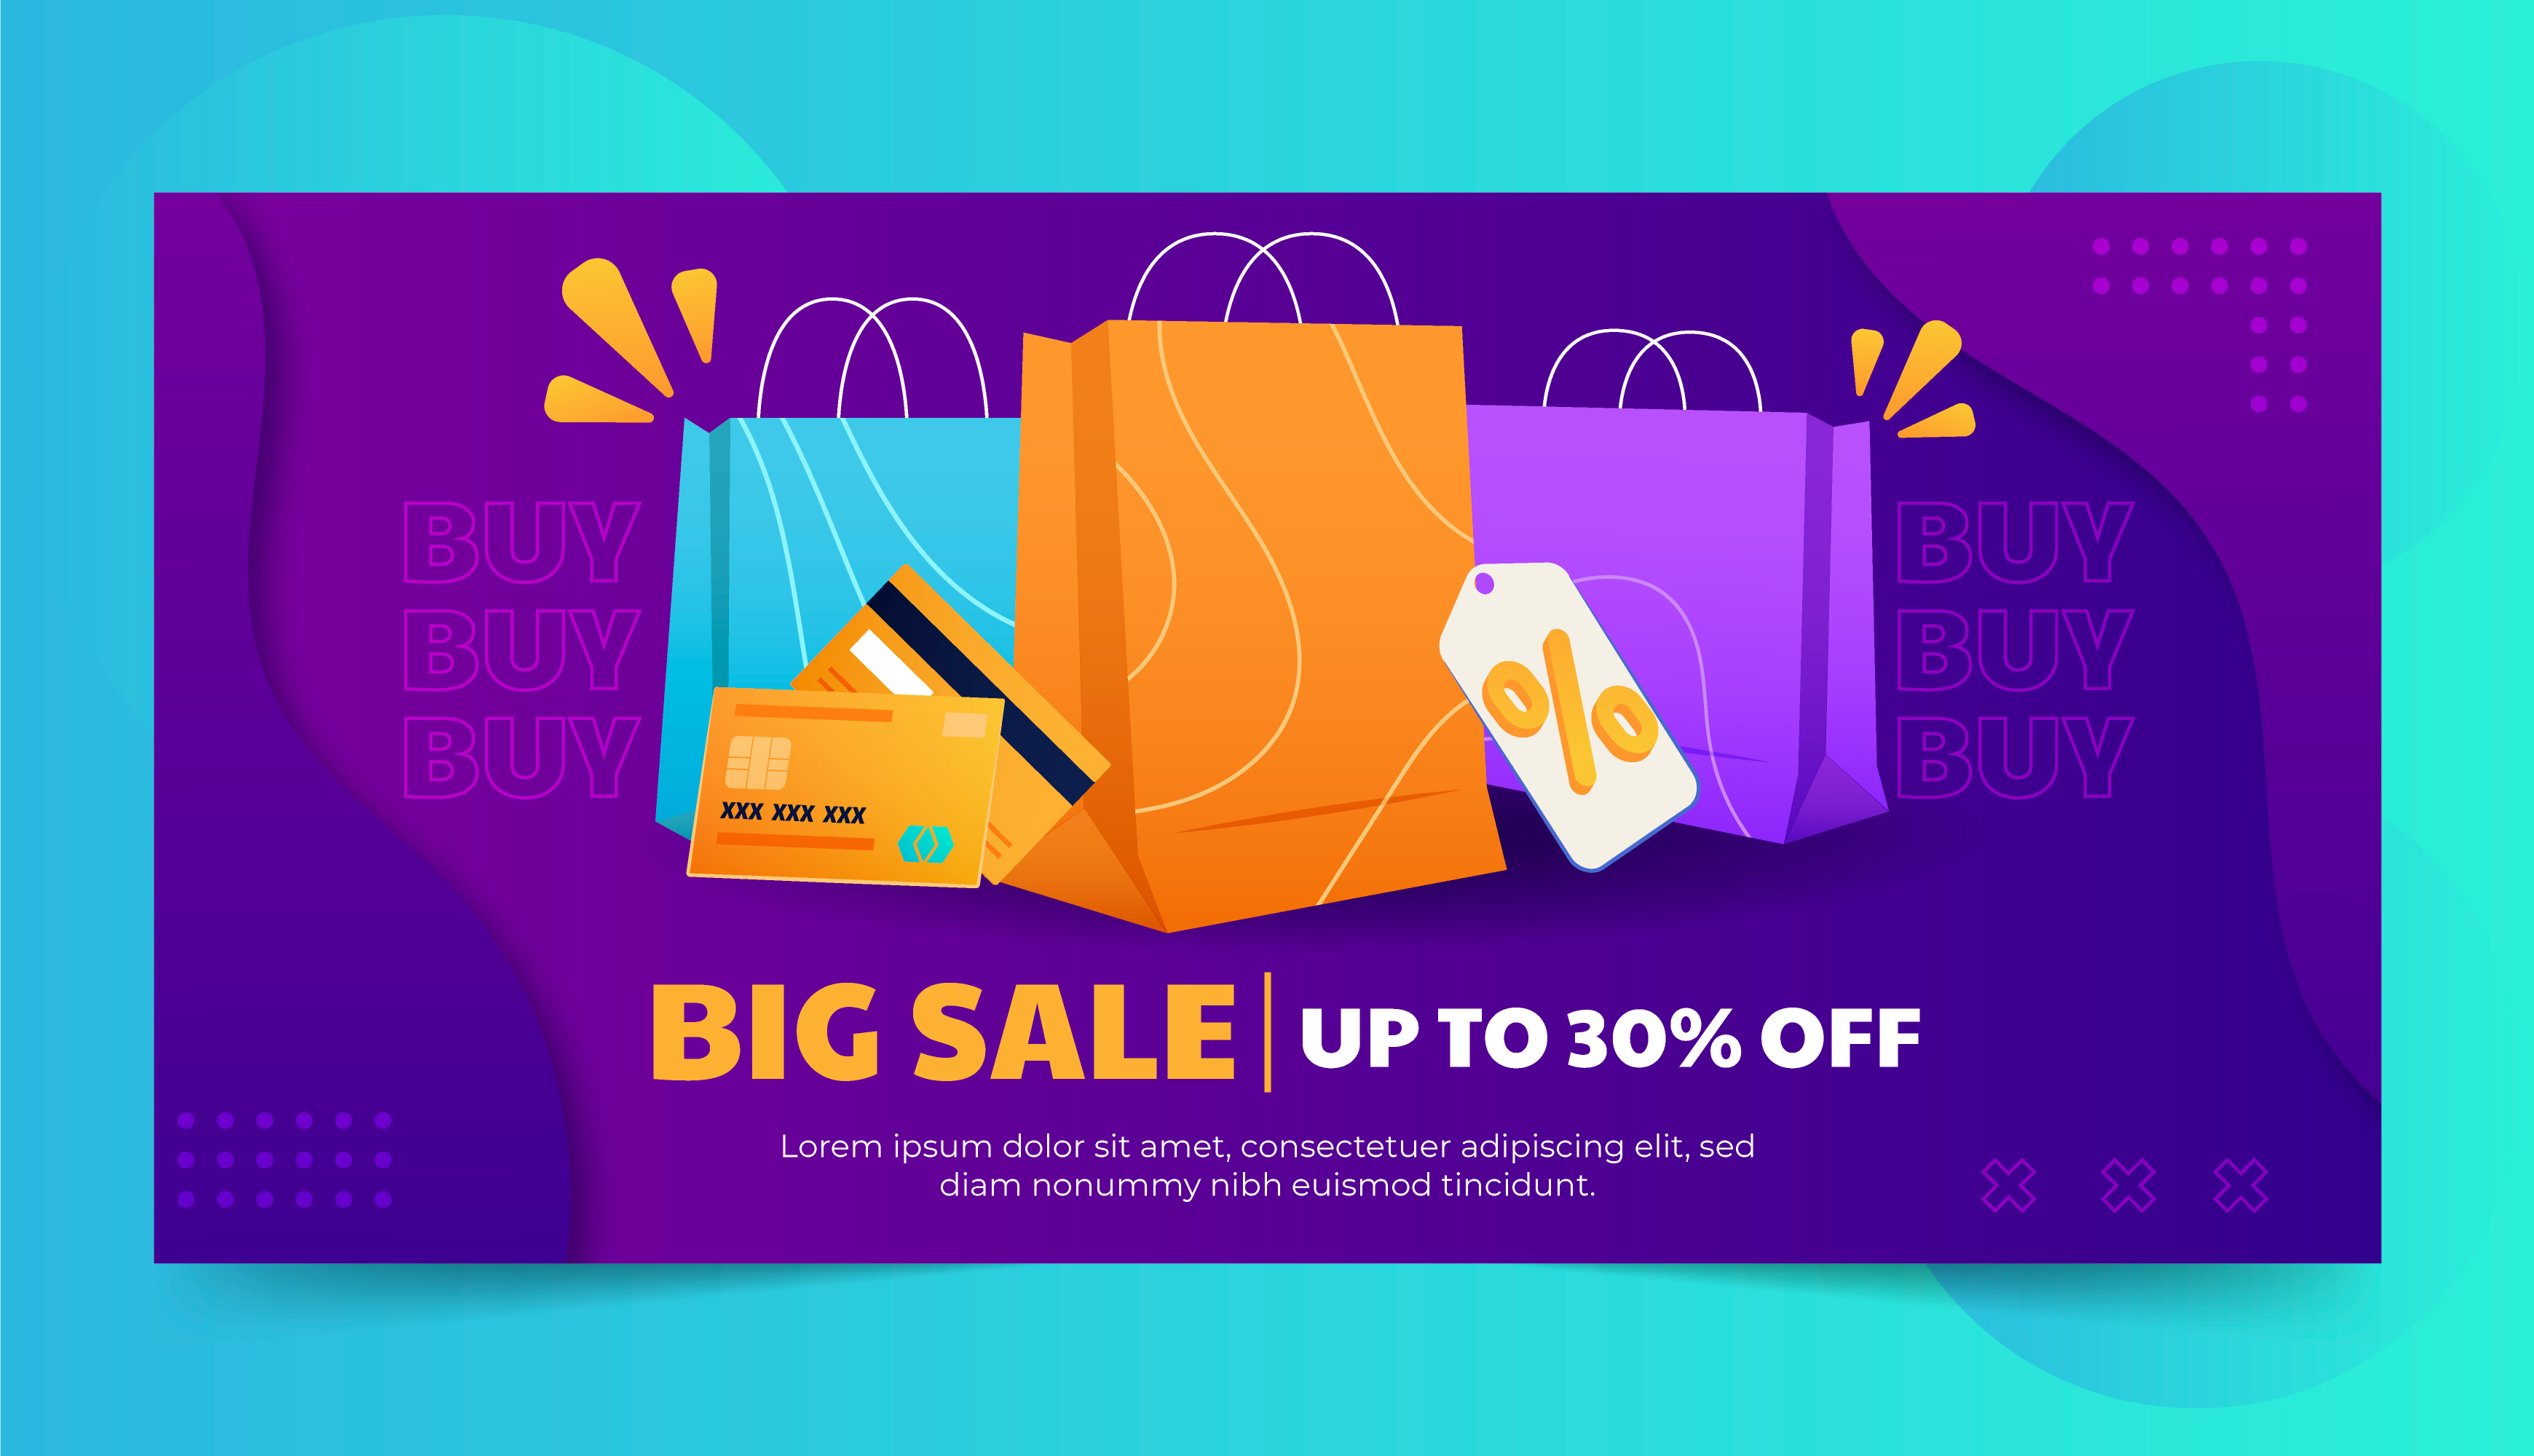 BUY
BUY
BUY
BUY
BUY
BUY
%
XXX XXX XXX
BIG SALE
UP TO 30% OFF
Lorem ipsum dolor sit amet, consectetuer adipiscing elit, sed
diam nonummy nibh euismod tincidunt.